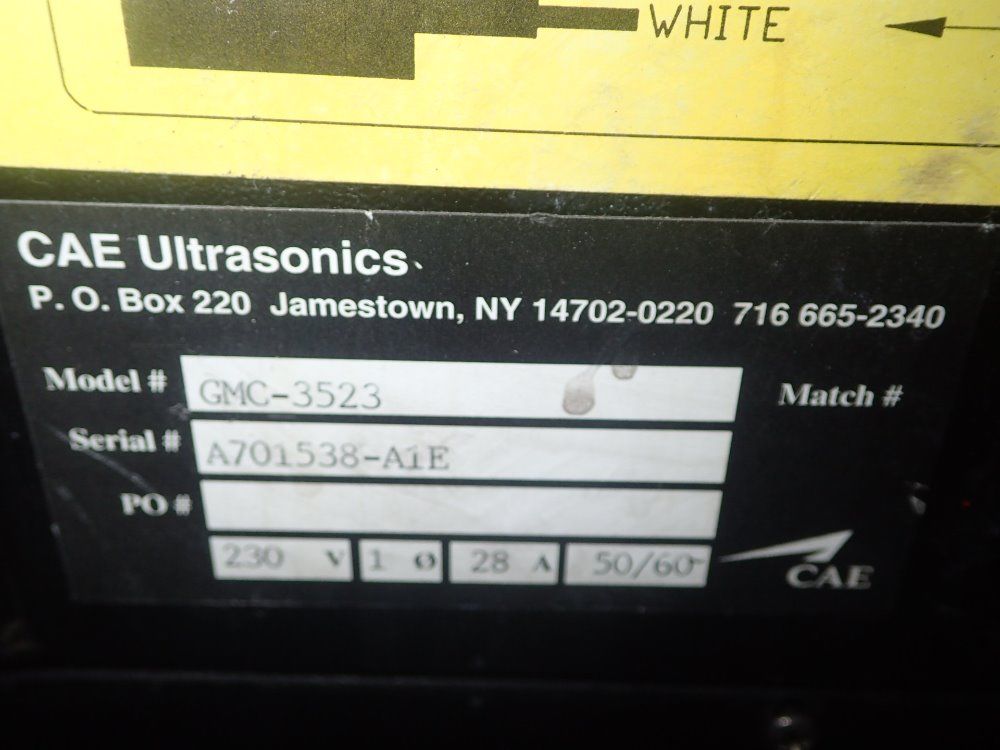 WHITE
CAE Ultrasonics
P. O. Box 220 Jamestown, NY 14702-0220 716 665-2340
Model # GMC-3523 Match #
Serial # A701538-A1E
PO #
230 V 1 Ø 28 A 50/60~
CAE